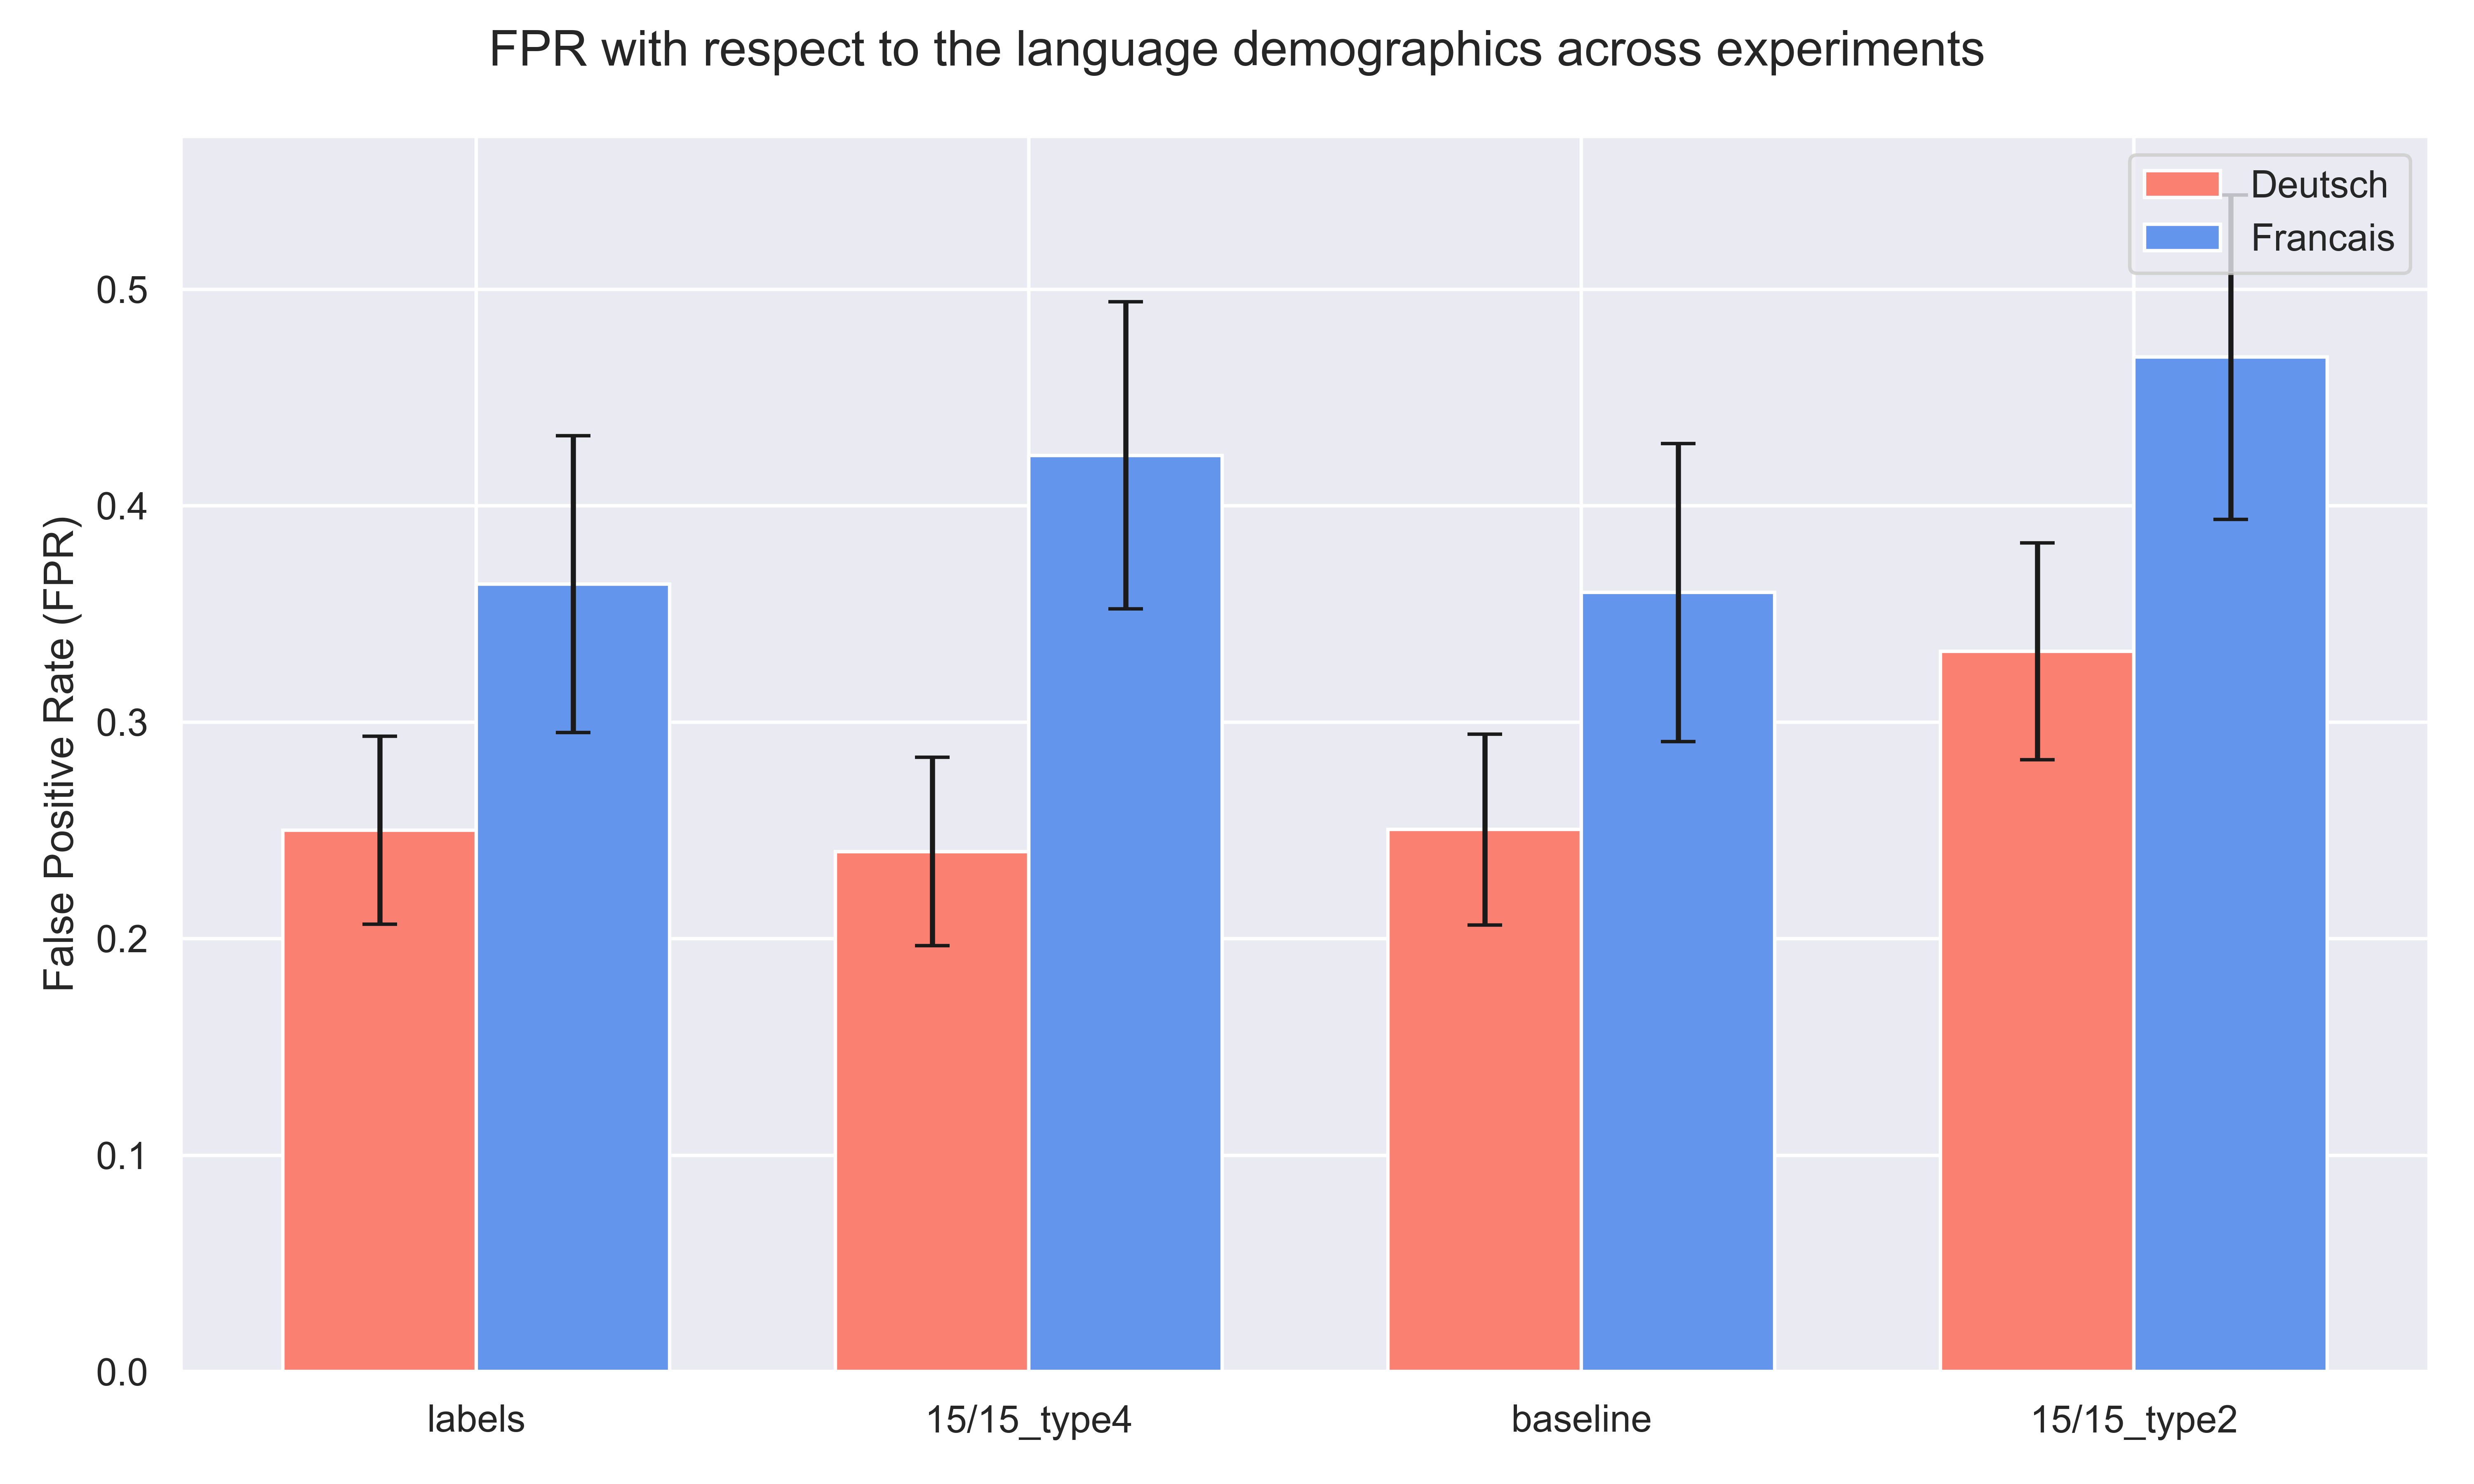 FPR with respect to the language demographics across experiments
Deutsch
Francais
False Positive Rate (FPR)
0.5
0.4
0.3
0.2
0.1
0.0
labels
15/15_type4
baseline
15/15_type2